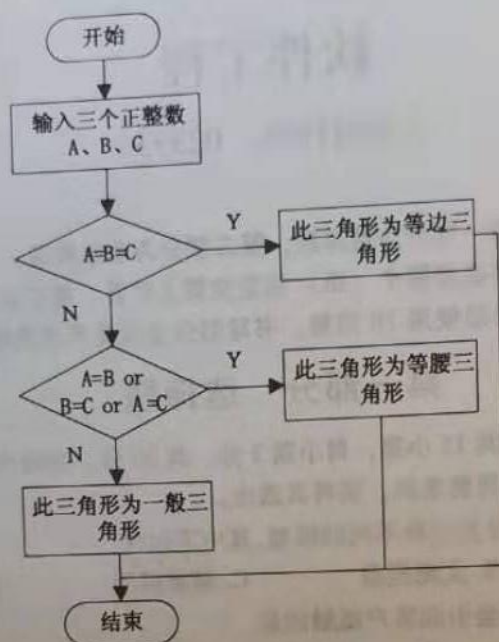 开始
输入三个正整数
A、B、C
A=B=C
Y
此三角形为等边三
角形
N
A=B or
B=C or A=C
Y
此三角形为等腰三
角形
N
此三角形为一般三
角形
结束